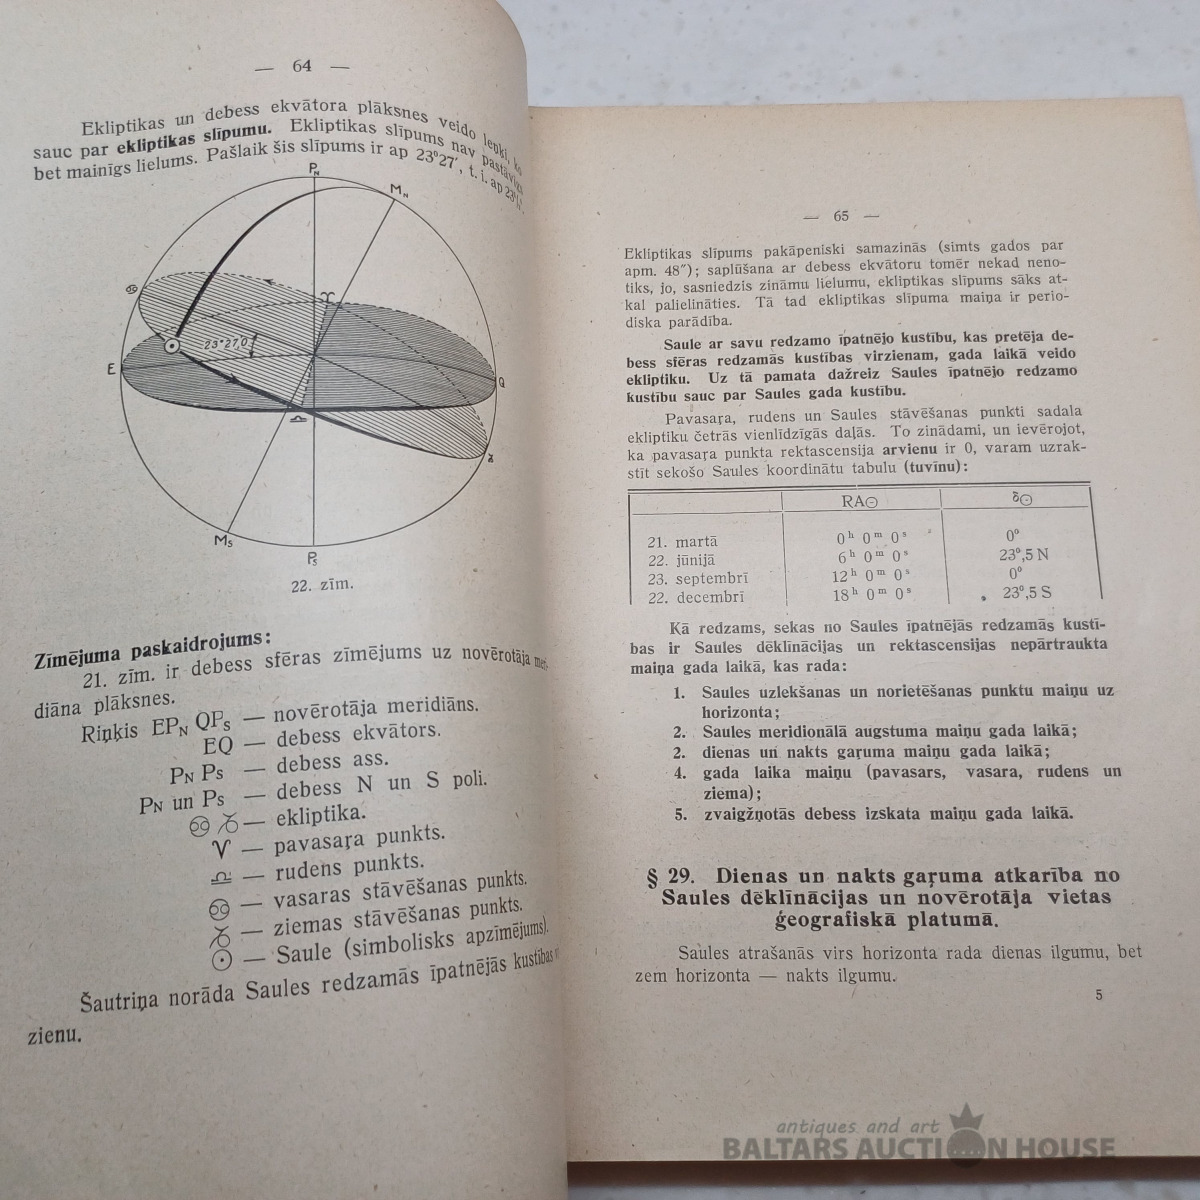 — 64 —
Ekliptikas un debess ekvātora plāksnes veido leņķi, ko
sauc par ekliptikas slīpumu. Ekliptikas slīpums nav pastāvīgs
bet mainīgs lielums. Pašlaik šis slīpums ir ap 23°27′, t. i. ap
PN
MN
♋
♈
23°27,0
E
Q
♎
MS
PS
22. zīm.
Zīmējuma paskaidrojums:
21. zīm. ir debess sfēras zīmējums uz novērotāja meri-
diāna plāksnes.
Riņķis EPN QPs — novērotāja meridiāns.
EQ — debess ekvātors.
PN Ps — debess ass.
PN un Ps — debess N un S poli.
♋ ♑ — ekliptika.
♈ — pavasaŗa punkts.
♎ — rudens punkts.
♋ — vasaras stāvēšanas punkts.
♑ — ziemas stāvēšanas punkts.
☉ — Saule (simbolisks apzīmējums).
Šautriņa norāda Saules redzamās īpatnējās kustības
zienu.
— 65 —
Ekliptikas slīpums pakāpeniski samazinās (simts gados par
apm. 48″); saplūšana ar debess ekvātoru tomēr nekad neno-
tiks, jo, sasniedzis zināmu lielumu, ekliptikas slīpums sāks at-
kal palielināties. Tā tad ekliptikas slīpuma maiņa ir perio-
diska parādība.
Saule ar savu redzamo īpatnējo kustību, kas pretēja de-
bess sfēras redzamās kustības virzienam, gada laikā veido
ekliptiku. Uz tā pamata dažreiz Saules īpatnējo redzamo
kustību sauc par Saules gada kustību.
Pavasaŗa, rudens un Saules stāvēšanas punkti sadala
ekliptiku četrās vienlīdzīgās daļās. To zinādami, un ievērojot,
ka pavasaŗa punkta rektascensija arvienu ir 0, varam uzrak-
stīt sekošo Saules koordinātu tabulu (tuvīnu):
RA☉ δ☉
21. martā 0h 0m 0s 0°
22. jūnijā 6h 0m 0s 23°,5 N
23. septembrī 12h 0m 0s 0°
22. decembrī 18h 0m 0s 23°,5 S
Kā redzams, sekas no Saules īpatnējās redzamās kustī-
bas ir Saules dēklīnācijas un rektascensijas nepārtraukta
maiņa gada laikā, kas rada:
1. Saules uzlekšanas un norietēšanas punktu maiņu uz
horizonta;
2. Saules meridionālā augstuma maiņu gada laikā;
2. dienas un nakts gaŗuma maiņu gada laikā;
4. gada laika maiņu (pavasars, vasara, rudens un
ziema);
5. zvaigžņotās debess izskata maiņu gada laikā.
§ 29. Dienas un nakts gaŗuma atkarība no
Saules dēklīnācijas un novērotāja vietas
ģeografiskā platumā.
Saules atrašanās virs horizonta rada dienas ilgumu, bet
zem horizonta — nakts ilgumu.
5
antiques and art
BALTARS AUCTION HOUSE